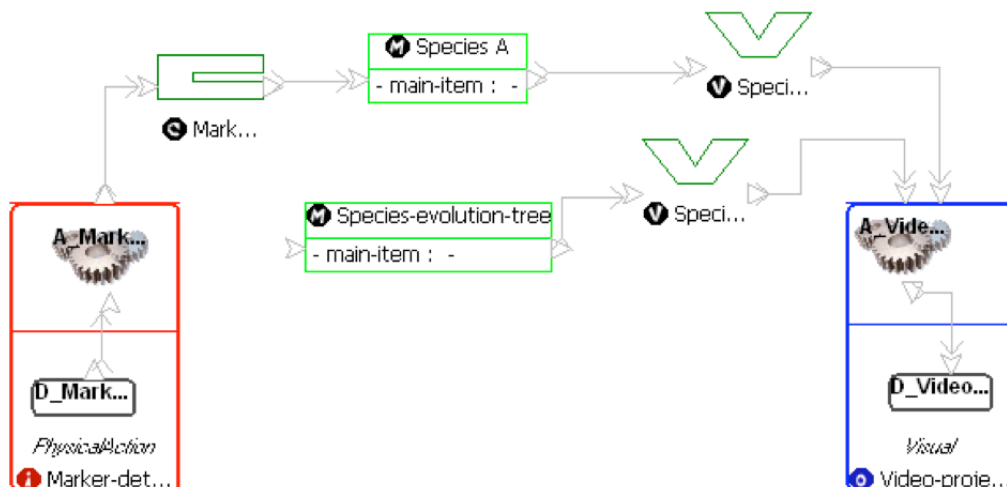 M Species A
- main-item : -
V Speci...
C Mark...
M Species-evolution-tree
- main-item : -
V Speci...
A_Mark...
A_Vide...
D_Mark...
D_Video...
PhysicalAction
Visual
i Marker-det...
o Video-proje...